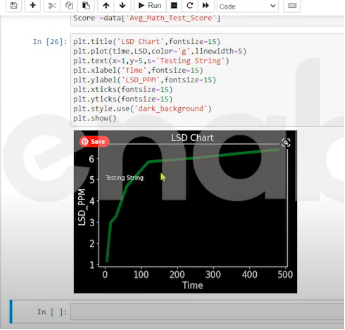 Run
Code
Score =data['Avg_Math_Test_Score']
In [26]:
plt.title('LSD Chart',fontsize=15)
plt.plot(time,LSD,color='g',linewidth=5)
plt.text(x=1,y=5,s='Testing String')
plt.xlabel('Time',fontsize=15)
plt.ylabel('LSD_PPM',fontsize=15)
plt.xticks(fontsize=15)
plt.yticks(fontsize=15)
plt.style.use('dark_background')
plt.show()
Save
LSD Chart
6
Testing String
5
4
3
2
1
LSD_PPM
0 100 200 300 400 500
Time
In [ ]: